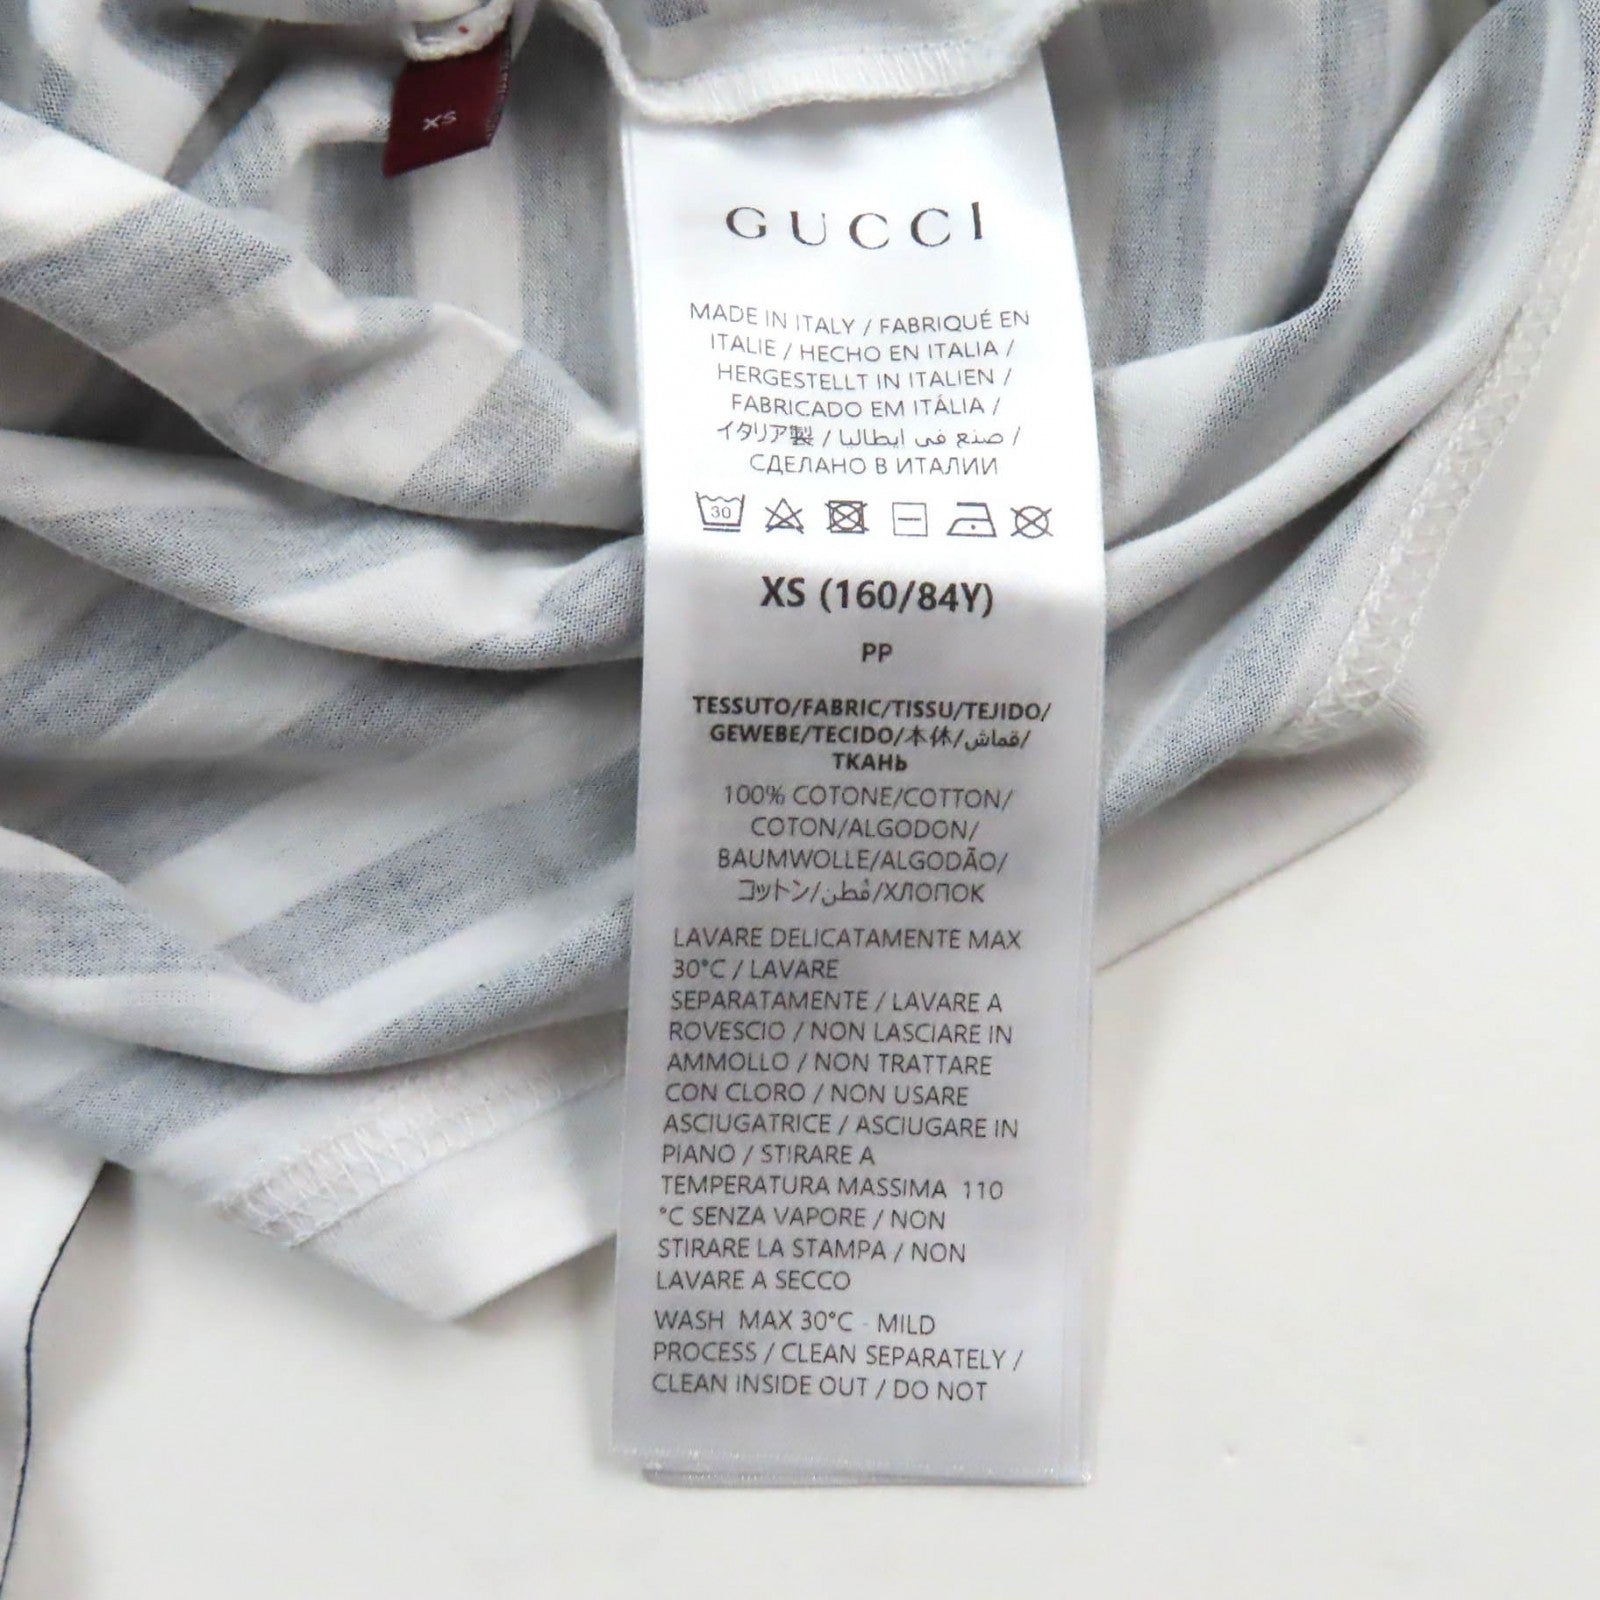 XS
GUCCI
MADE IN ITALY / FABRIQUÉ EN
ITALIE / HECHO EN ITALIA /
HERGESTELLT IN ITALIEN /
FABRICADO EM ITÁLIA /
イタリア製 / صنع في ايطاليا /
СДЕЛАНО В ИТАЛИИ
30
XS (160/84Y)
PP
TESSUTO/FABRIC/TISSU/TEJIDO/
GEWEBE/TECIDO/本体/قماش/
ТКАНЬ
100% COTONE/COTTON/
COTON/ALGODON/
BAUMWOLLE/ALGODÃO/
コットン/قطن/ХЛОПОК
LAVARE DELICATAMENTE MAX
30°C / LAVARE
SEPARATAMENTE / LAVARE A
ROVESCIO / NON LASCIARE IN
AMMOLLO / NON TRATTARE
CON CLORO / NON USARE
ASCIUGATRICE / ASCIUGARE IN
PIANO / STIRARE A
TEMPERATURA MASSIMA 110
°C SENZA VAPORE / NON
STIRARE LA STAMPA / NON
LAVARE A SECCO
WASH MAX 30°C - MILD
PROCESS / CLEAN SEPARATELY /
CLEAN INSIDE OUT / DO NOT